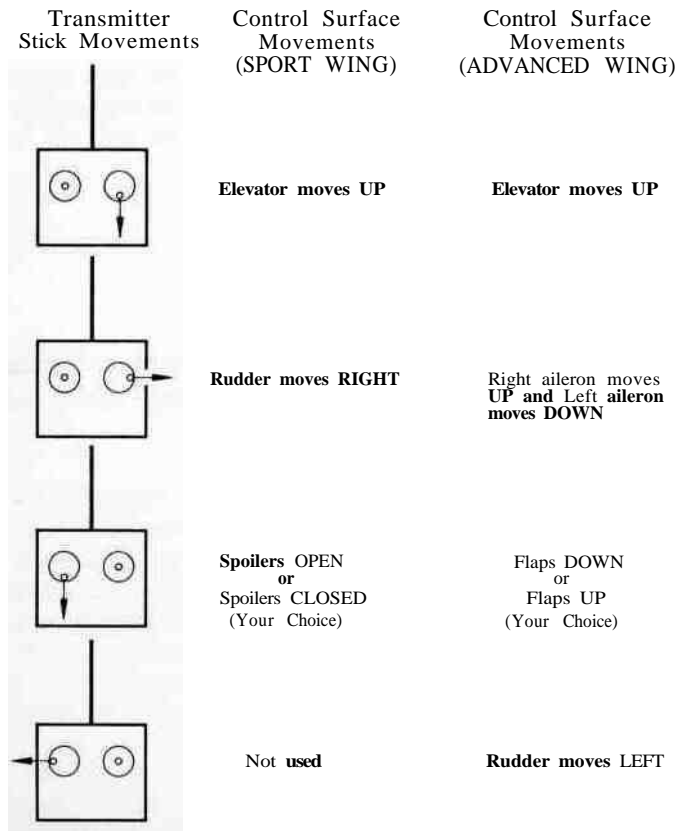 Transmitter
Stick Movements
Control Surface
Movements
(SPORT WING)
Control Surface
Movements
(ADVANCED WING)
Elevator moves UP
Elevator moves UP
Rudder moves RIGHT
Right aileron moves
UP and Left aileron
moves DOWN
Spoilers OPEN
or
Spoilers CLOSED
(Your Choice)
Flaps DOWN
or
Flaps UP
(Your Choice)
Not used
Rudder moves LEFT